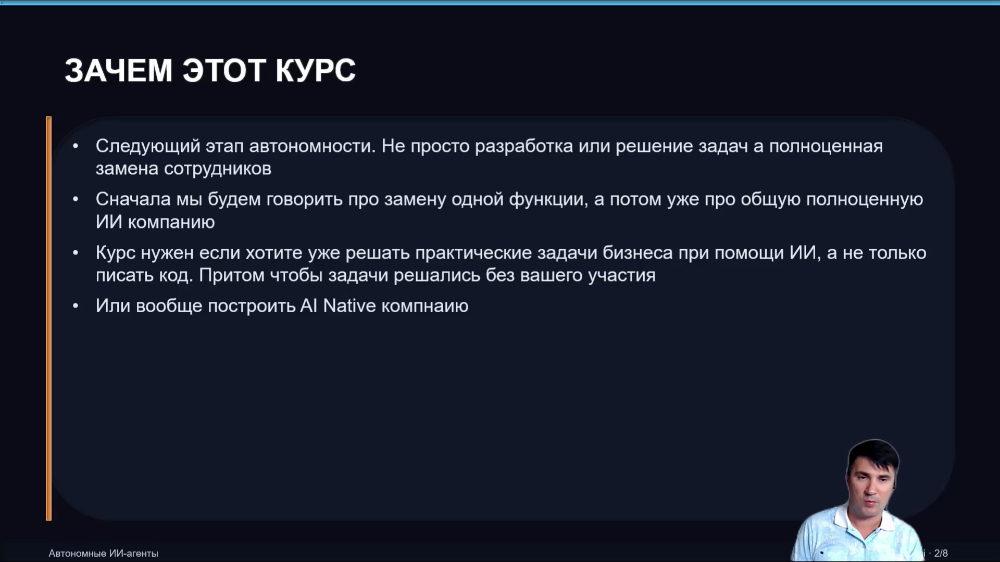 ЗАЧЕМ ЭТОТ КУРС
• Следующий этап автономности. Не просто разработка или решение задач а полноценная
замена сотрудников
• Сначала мы будем говорить про замену одной функции, а потом уже про общую полноценную
ИИ компанию
• Курс нужен если хотите уже решать практические задачи бизнеса при помощи ИИ, а не только
писать код. Притом чтобы задачи решались без вашего участия
• Или вообще построить AI Native компнаию
Автономные ИИ-агенты
· 2/8